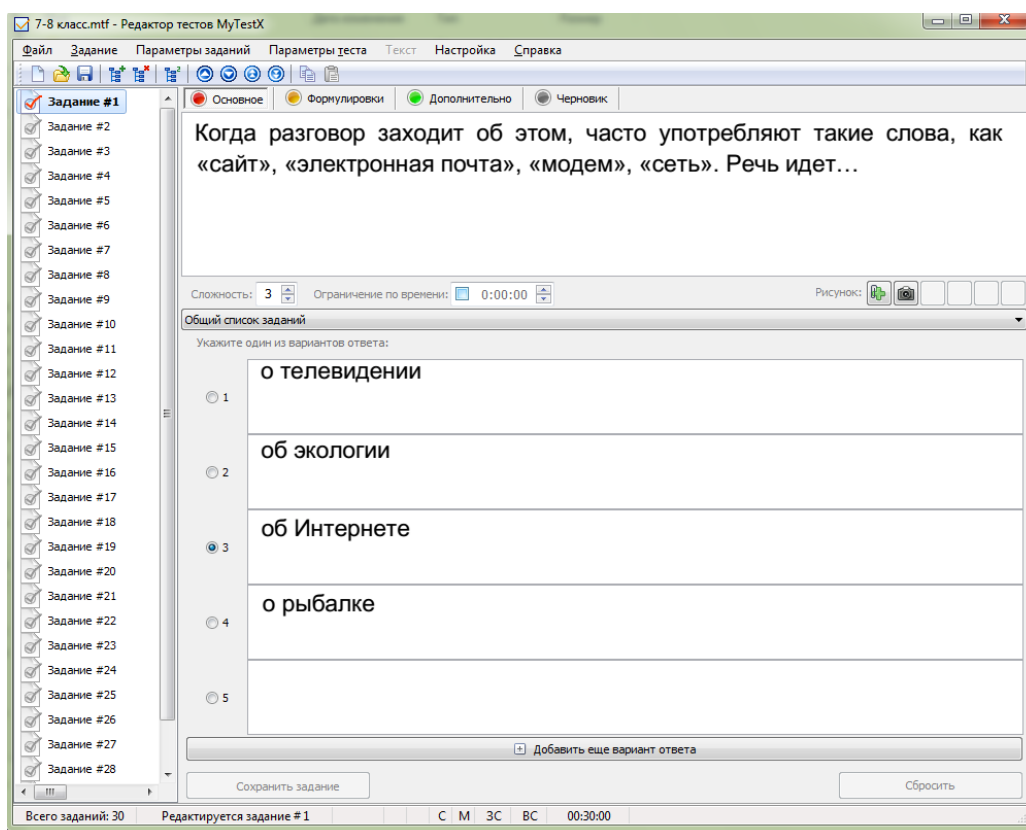 7-8 класс.mtf - Редактор тестов MyTestX
Файл Задание Параметры заданий Параметры теста Текст Настройка Справка
Основное Формулировки Дополнительно Черновик
Задание #1
Задание #2
Задание #3
Задание #4
Задание #5
Задание #6
Задание #7
Задание #8
Задание #9
Задание #10
Задание #11
Задание #12
Задание #13
Задание #14
Задание #15
Задание #16
Задание #17
Задание #18
Задание #19
Задание #20
Задание #21
Задание #22
Задание #23
Задание #24
Задание #25
Задание #26
Задание #27
Задание #28
Когда разговор заходит об этом, часто употребляют такие слова, как
«сайт», «электронная почта», «модем», «сеть». Речь идет…
Сложность: 3 Ограничение по времени: 0:00:00 Рисунок:
Общий список заданий
Укажите один из вариантов ответа:
1 о телевидении
2 об экологии
3 об Интернете
4 о рыбалке
5
Добавить еще вариант ответа
Сохранить задание Сбросить
Всего заданий: 30 Редактируется задание #1 С М ЗС ВС 00:30:00